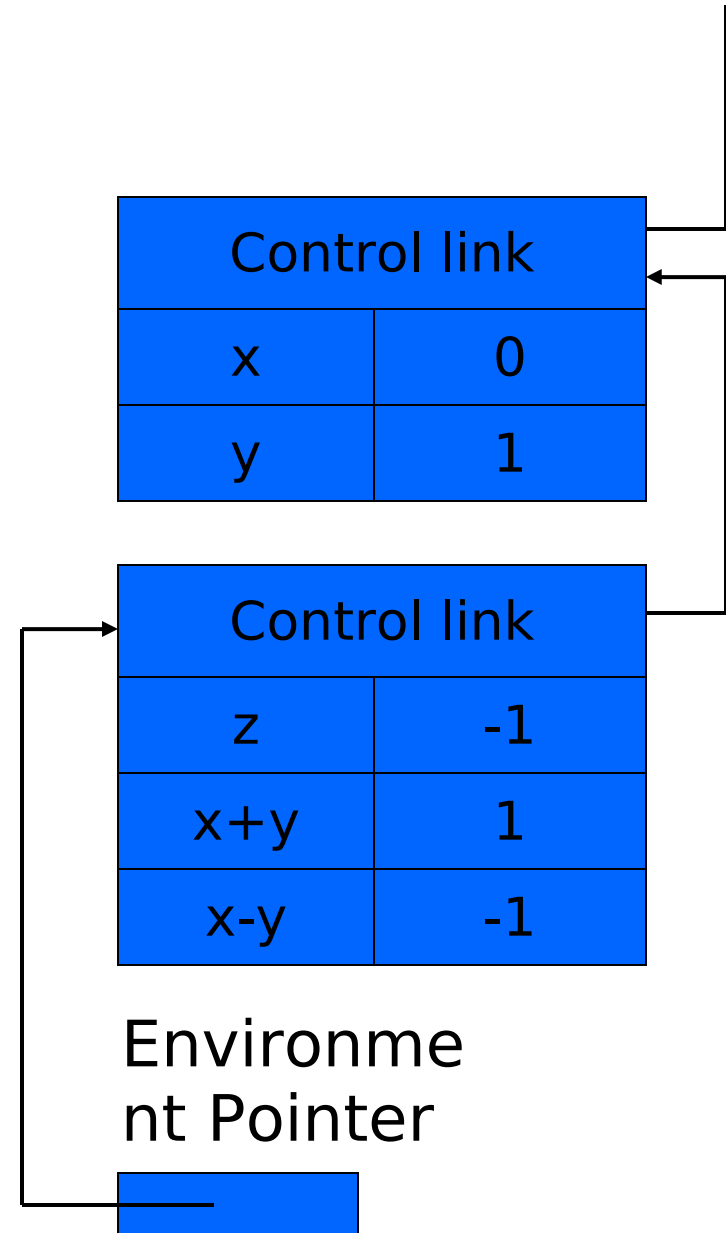 Control link
x 0
y 1
Control link
z -1
x+y 1
x-y -1
Environme
nt Pointer